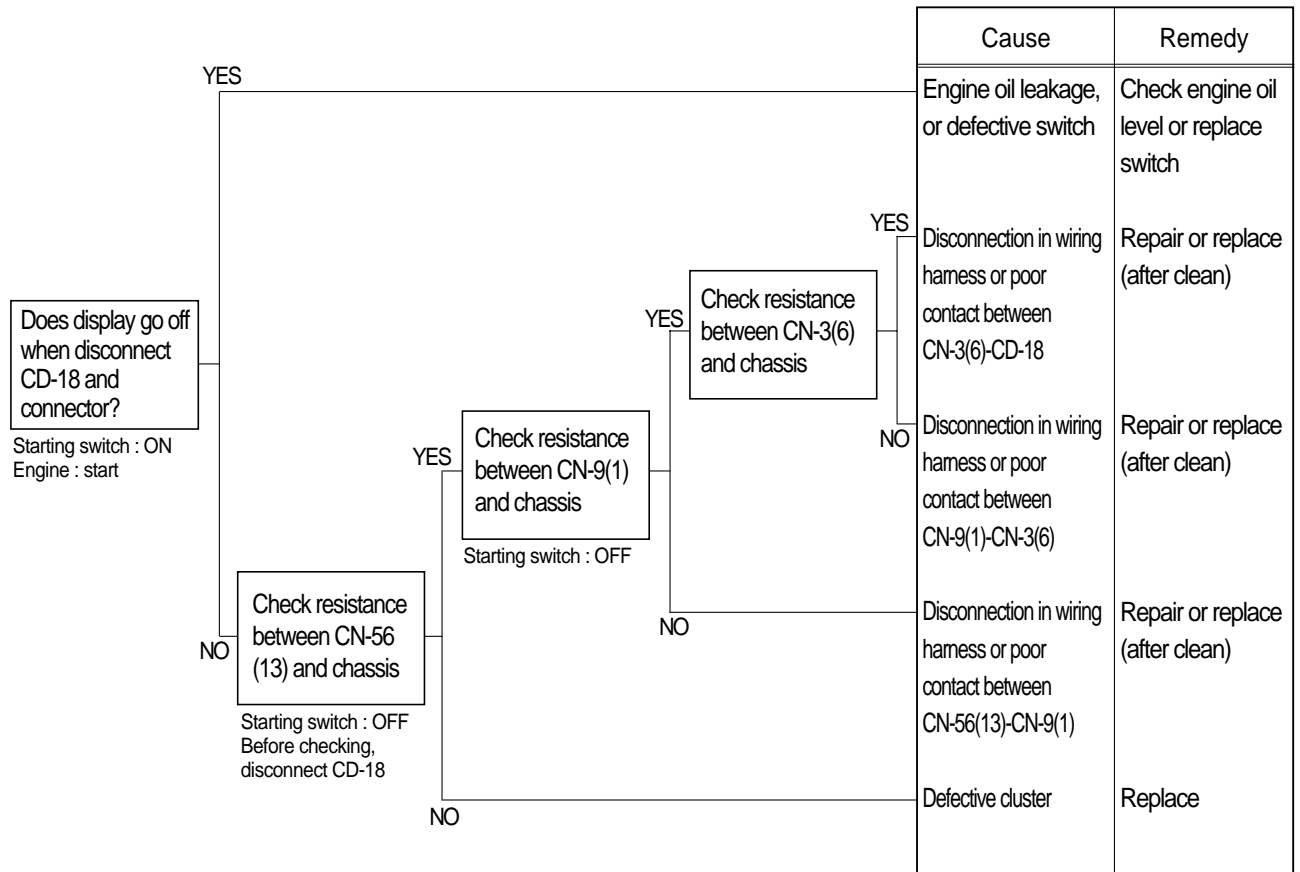 Cause
Remedy
YES
Engine oil leakage,
or defective switch
Check engine oil
level or replace
switch
YES
Disconnection in wiring
harness or poor
contact between
CN-3(6)-CD-18
Repair or replace
(after clean)
Check resistance
between CN-3(6)
and chassis
YES
Does display go off
when disconnect
CD-18 and
connector?
Starting switch : ON
Engine : start
NO
Disconnection in wiring
harness or poor
contact between
CN-9(1)-CN-3(6)
Repair or replace
(after clean)
Check resistance
between CN-9(1)
and chassis
Starting switch : OFF
YES
NO
Disconnection in wiring
harness or poor
contact between
CN-56(13)-CN-9(1)
Repair or replace
(after clean)
NO
Check resistance
between CN-56
(13) and chassis
Starting switch : OFF
Before checking,
disconnect CD-18
NO
Defective cluster
Replace